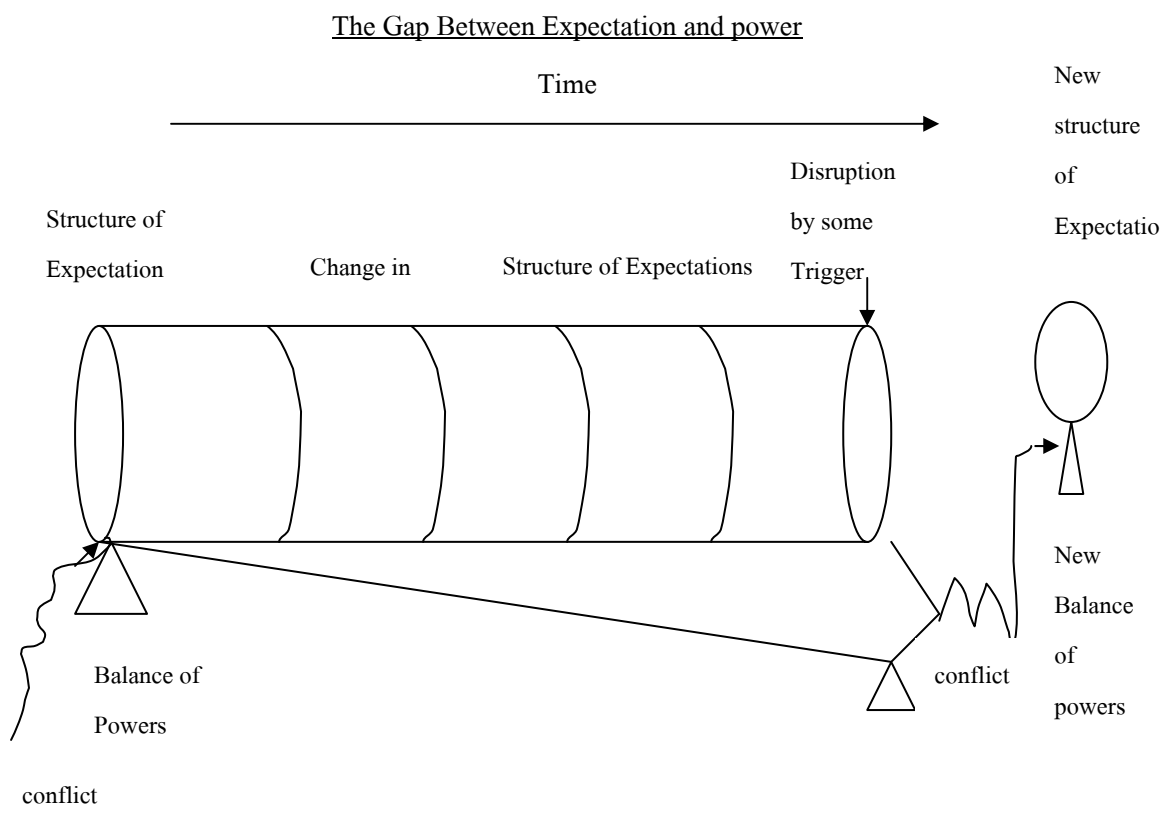 The Gap Between Expectation and power
Time
New
structure
of
Expectatio
Disruption
by some
Trigger
Structure of
Expectation
Change in
Structure of Expectations
Balance of
Powers
conflict
conflict
New
Balance
of
powers